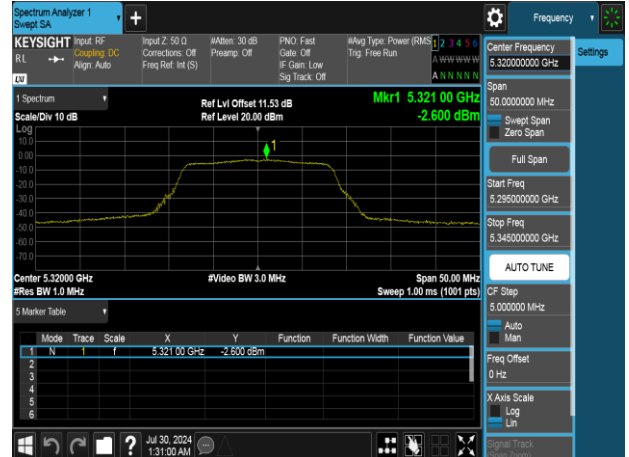 Spectrum Analyzer 1
Swept SA
Frequency
KEYSIGHT
Input: RF
Input Z: 50 Ω
#Atten: 30 dB
PNO: Fast
#Avg Type: Power (RMS
1 2 3 4 5 6
RL
Coupling: DC
Corrections: Off
Preamp: Off
Gate: Off
Trig: Free Run
A W W W W W
Align: Auto
Freq Ref: Int (S)
IF Gain: Low
Sig Track: Off
A N N N N N
LXI
Center Frequency
5.320000000 GHz
Settings
Span
50.0000000 MHz
Swept Span
Zero Span
Full Span
Start Freq
5.295000000 GHz
Stop Freq
5.345000000 GHz
AUTO TUNE
CF Step
5.000000 MHz
Auto
Man
Freq Offset
0 Hz
X Axis Scale
Log
Lin
Signal Track
(Span Zoom)
1 Spectrum
Scale/Div 10 dB
Ref Lvl Offset 11.53 dB
Ref Level 20.00 dBm
Mkr1 5.321 00 GHz
-2.600 dBm
Log
10.0
0.00
-10.0
-20.0
-30.0
-40.0
-50.0
-60.0
-70.0
1
Center 5.32000 GHz
#Video BW 3.0 MHz
Span 50.00 MHz
#Res BW 1.0 MHz
Sweep 1.00 ms (1001 pts)
5 Marker Table
Mode Trace Scale X Y Function Function Width Function Value
1 N 1 f 5.321 00 GHz -2.600 dBm
2
3
4
5
6
?
Jul 30, 2024
1:31:00 AM